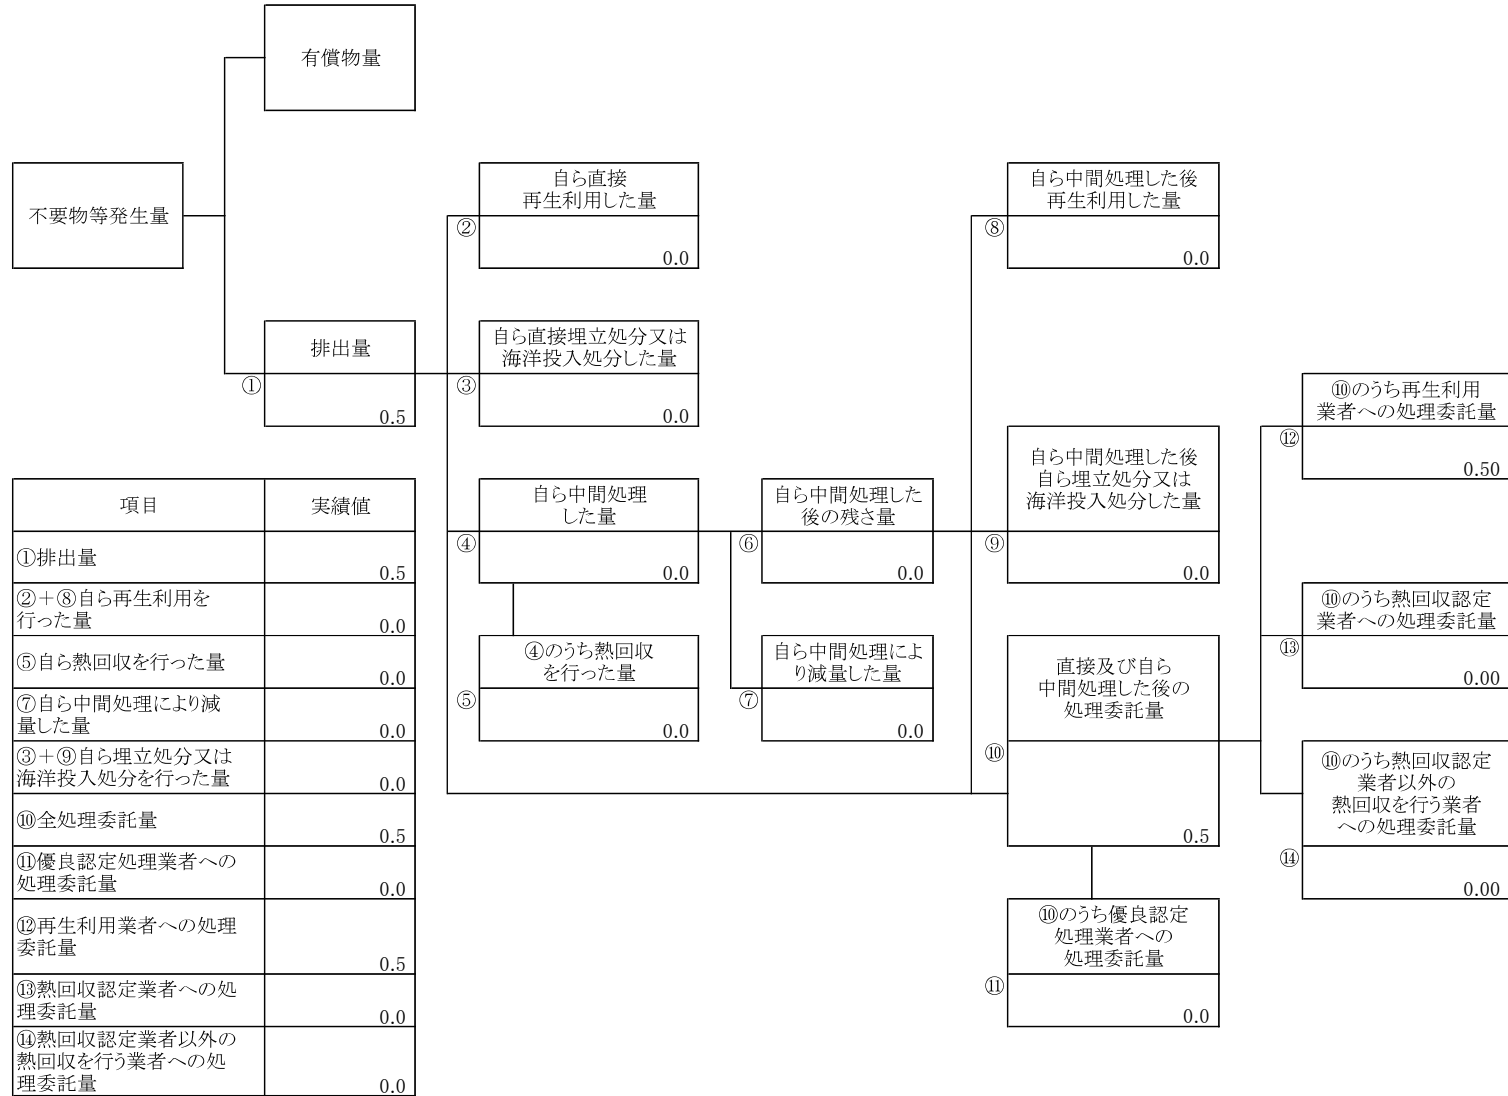 有償物量
不要物等発生量
自ら直接
再生利用した量
②
0.0
自ら中間処理した後
再生利用した量
⑧
0.0
排出量
①
0.5
自ら直接埋立処分又は
海洋投入処分した量
③
0.0
⑩のうち再生利用
業者への処理委託量
⑫
0.50
自ら中間処理
した量
④
0.0
自ら中間処理した
後の残さ量
⑥
0.0
自ら中間処理した後
自ら埋立処分又は
海洋投入処分した量
⑨
0.0
⑩のうち熱回収認定
業者への処理委託量
⑬
0.00
④のうち熱回収
を行った量
⑤
0.0
自ら中間処理によ
り減量した量
⑦
0.0
直接及び自ら
中間処理した後の
処理委託量
⑩
0.5
⑩のうち熱回収認定
業者以外の
熱回収を行う業者
への処理委託量
⑭
0.00
⑩のうち優良認定
処理業者への
処理委託量
⑪
0.0
項目
実績値
①排出量
0.5
②＋⑧自ら再生利用を
行った量
0.0
⑤自ら熱回収を行った量
0.0
⑦自ら中間処理により減
量した量
0.0
③＋⑨自ら埋立処分又は
海洋投入処分を行った量
0.0
⑩全処理委託量
0.5
⑪優良認定処理業者への
処理委託量
0.0
⑫再生利用業者への処理
委託量
0.5
⑬熱回収認定業者への処
理委託量
0.0
⑭熱回収認定業者以外の
熱回収を行う業者への処
理委託量
0.0